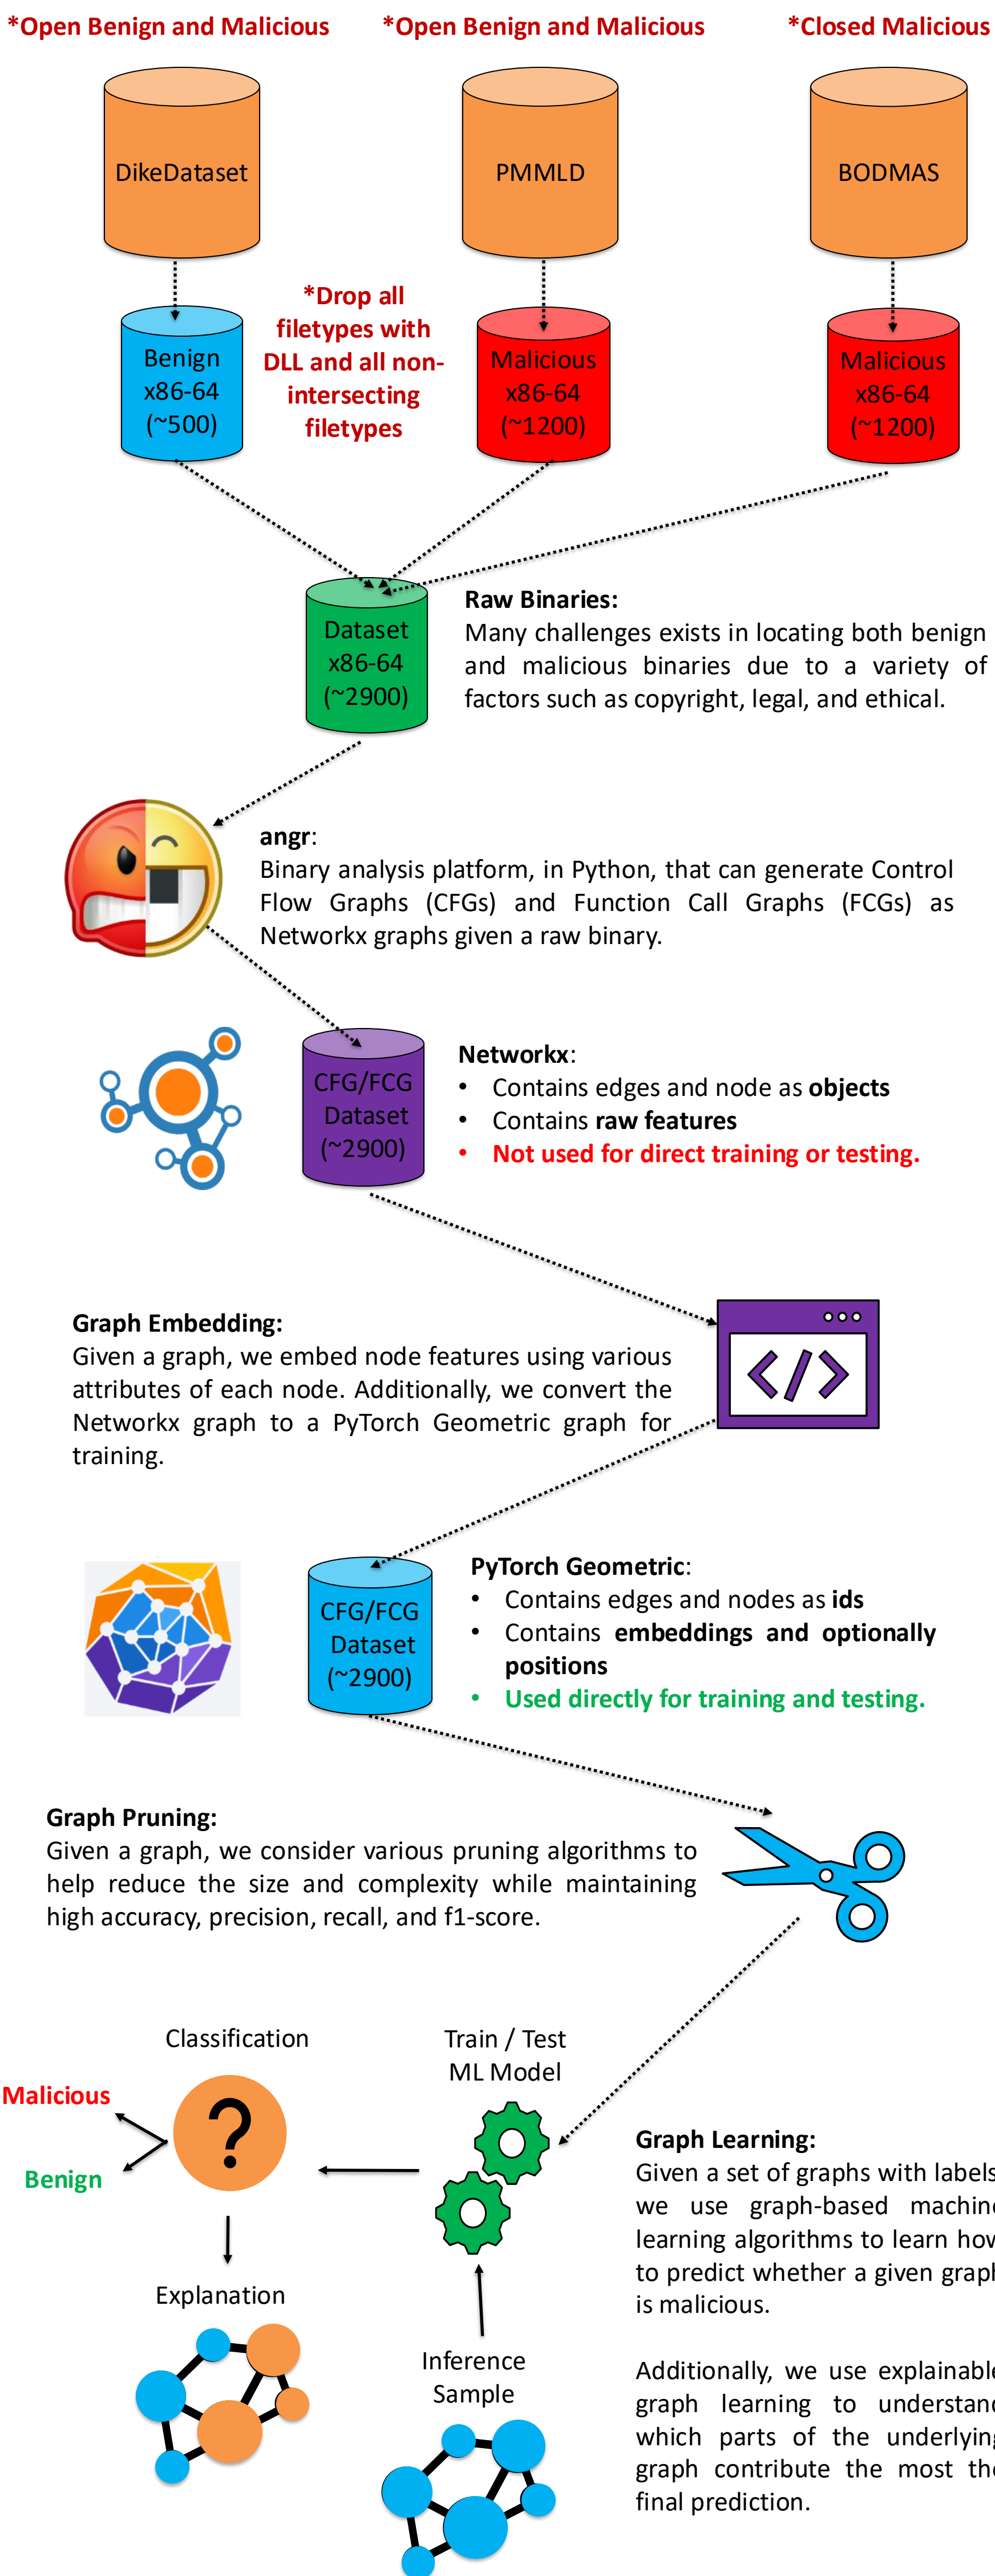 *Open Benign and Malicious
*Open Benign and Malicious
*Closed Malicious
DikeDataset
PMMLD
BODMAS
Benign
x86-64
(~500)
*Drop all
filetypes with
DLL and all non-
intersecting
filetypes
Malicious
x86-64
(~1200)
Malicious
x86-64
(~1200)
Dataset
x86-64
(~2900)
Raw Binaries:
Many challenges exists in locating both benign
and malicious binaries due to a variety of
factors such as copyright, legal, and ethical.
angr:
Binary analysis platform, in Python, that can generate Control
Flow Graphs (CFGs) and Function Call Graphs (FCGs) as
Networkx graphs given a raw binary.
CFG/FCG
Dataset
(~2900)
Networkx:
• Contains edges and node as objects
• Contains raw features
• Not used for direct training or testing.
Graph Embedding:
Given a graph, we embed node features using various
attributes of each node. Additionally, we convert the
Networkx graph to a PyTorch Geometric graph for
training.
</>
CFG/FCG
Dataset
(~2900)
PyTorch Geometric:
• Contains edges and nodes as ids
• Contains embeddings and optionally
positions
• Used directly for training and testing.
Graph Pruning:
Given a graph, we consider various pruning algorithms to
help reduce the size and complexity while maintaining
high accuracy, precision, recall, and f1-score.
Classification
Malicious
?
Benign
Explanation
Train / Test
ML Model
Inference
Sample
Graph Learning:
Given a set of graphs with labels
we use graph-based machine
learning algorithms to learn how
to predict whether a given graph
is malicious.
Additionally, we use explainable
graph learning to understand
which parts of the underlying
graph contribute the most the
final prediction.